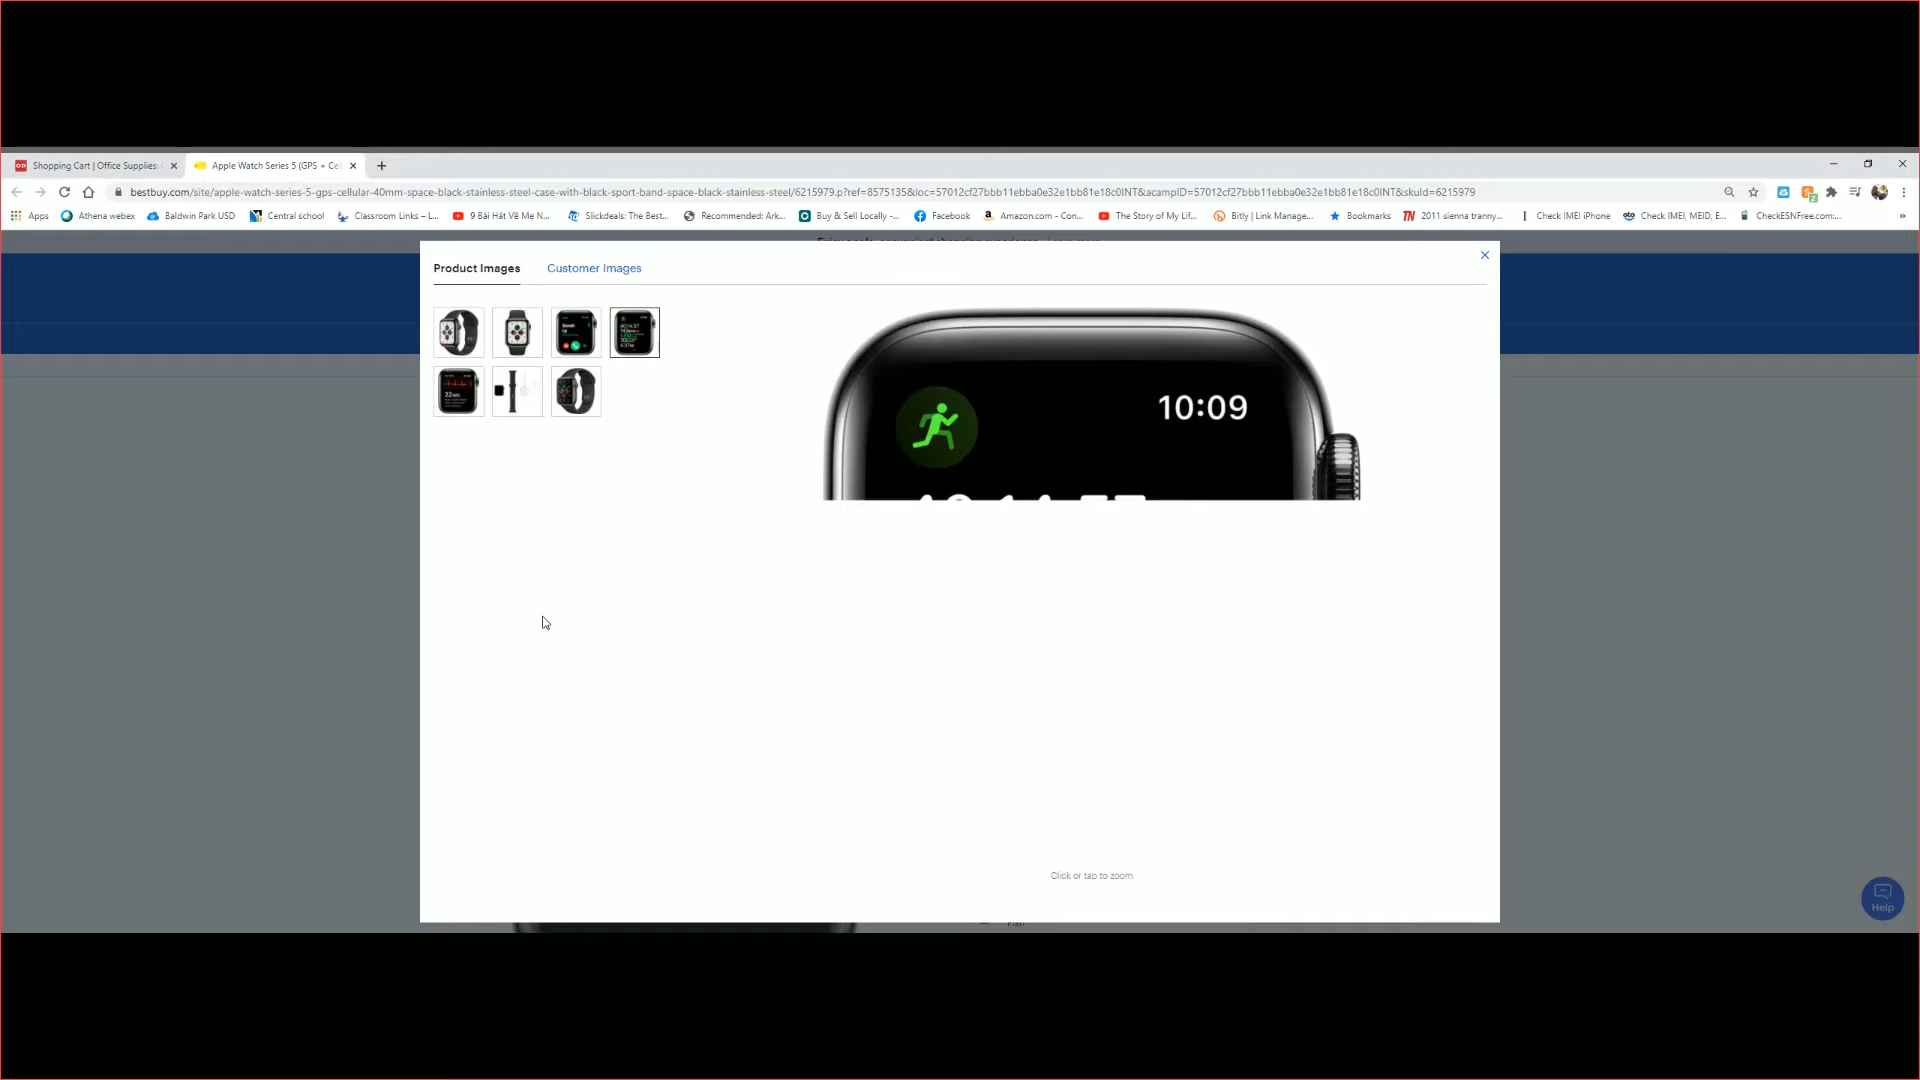 Shopping Cart | Office Supplies:
Apple Watch Series 5 (GPS + Cel
bestbuy.com/site/apple-watch-series-5-gps-cellular-40mm-space-black-stainless-steel-case-with-black-sport-band-space-black-stainless-steel/6215979.p?ref=8575135&loc=57012cf27bbb11ebba0e32e1bb81e18c0INT&acampID=57012cf27bbb11ebba0e32e1bb81e18c0INT&skuId=6215979
Apps Athena webex Baldwin Park USD Central school Classroom Links – L... 9 Bài Hát Về Mẹ N... Slickdeals: The Best... Recommended: Ark... Buy & Sell Locally -... Facebook Amazon.com - Con... The Story of My Lif... Bitly | Link Manage... Bookmarks 2011 sienna tranny... Check IMEI iPhone Check IMEI, MEID, E... CheckESNFree.com:... »
Product Images Customer Images
10:09
Click or tap to zoom
Help
Plan